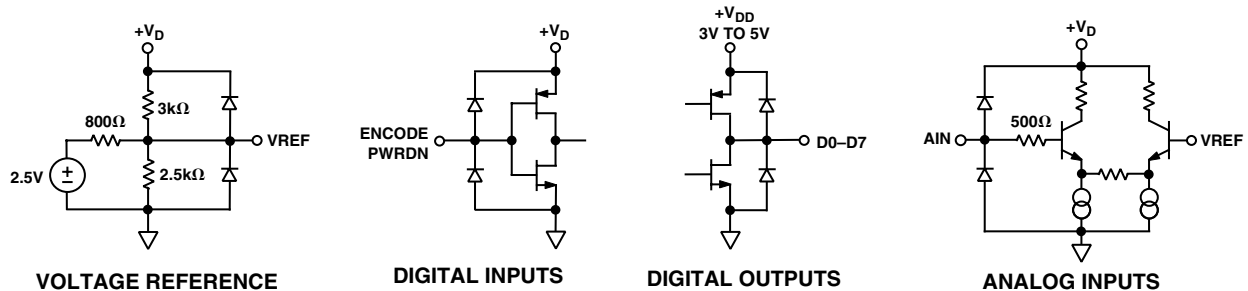 +VD
3kΩ
800Ω
VREF
2.5V
2.5kΩ
VOLTAGE REFERENCE
+VD
ENCODE
PWRDN
DIGITAL INPUTS
+VDD
3V TO 5V
D0–D7
DIGITAL OUTPUTS
+VD
500Ω
AIN
VREF
ANALOG INPUTS